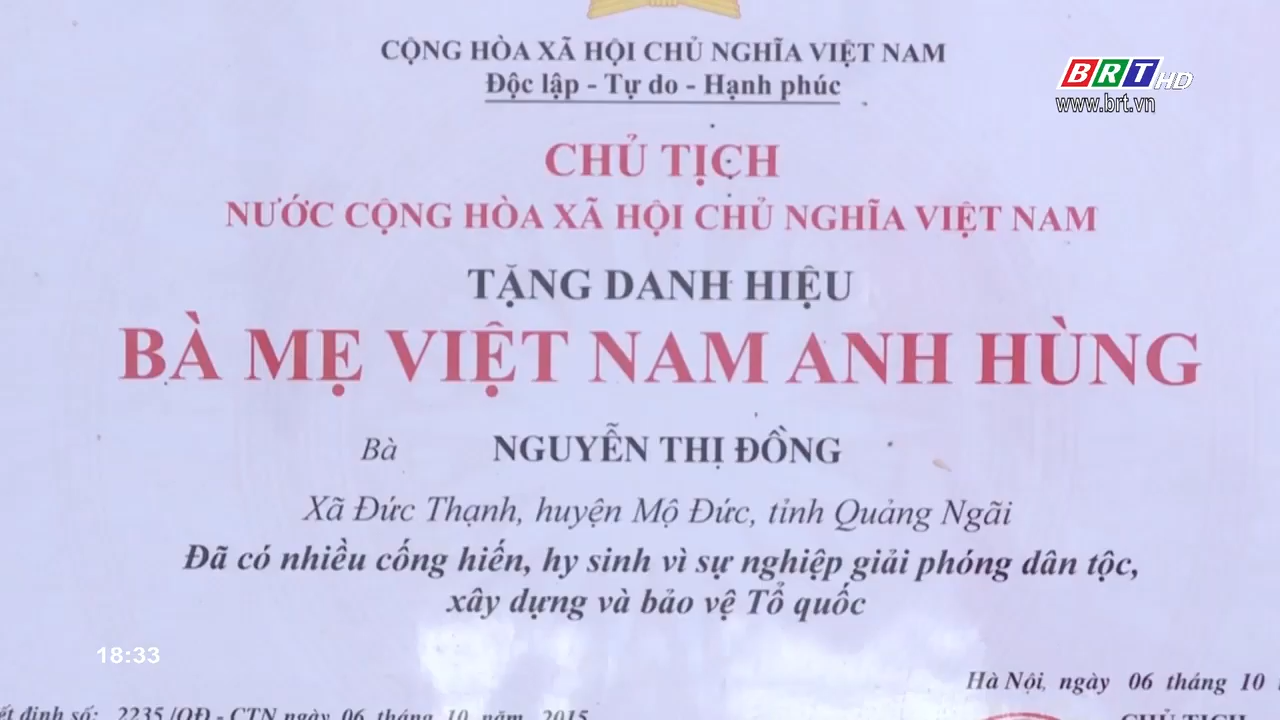 CỘNG HÒA XÃ HỘI CHỦ NGHĨA VIỆT NAM
Độc lập - Tự do - Hạnh phúc
BRT HD
www.brt.vn
CHỦ TỊCH
NƯỚC CỘNG HÒA XÃ HỘI CHỦ NGHĨA VIỆT NAM
TẶNG DANH HIỆU
BÀ MẸ VIỆT NAM ANH HÙNG
Bà NGUYỄN THỊ ĐỒNG
Xã Đức Thạnh, huyện Mộ Đức, tỉnh Quảng Ngãi
Đã có nhiều cống hiến, hy sinh vì sự nghiệp giải phóng dân tộc,
xây dựng và bảo vệ Tổ quốc
18:33
Hà Nội, ngày 06 tháng 10
định số: 2235 /QĐ - CTN ngày 06 tháng 10 năm 2015
CHỦ TỊCH